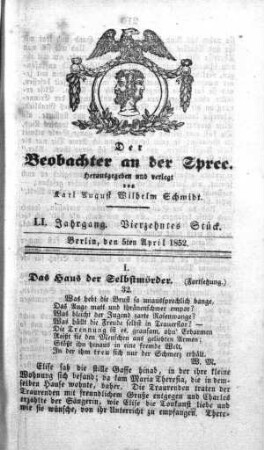 Der
Beobachter an der Spree.
Herausgegeben und verlegt
von
Karl August Wilhelm Schmidt.
LI. Jahrgang. Vierzehntes Stück.
Berlin, den 5ten April 1852.
I.
Das Haus der Selbstmörder. (Fortsetzung.)
32.
Was hebt die Brust so unaussprechlich bange,
Das Auge matt und thränenschwer empor?
Was bleicht der Jugend zarte Rosenwange?
Was hüllt die Freude selbst in Trauerflor? —
Die Trennung ist es, grausam, ohn' Erbarmen
Reißt sie den Menschen aus geliebten Armen;
Stößt ihn hinaus in eine fremde Welt,
In der ihm treu sich nur der Schmerz erhält.
W. M.
Elise saß die stille Gasse hinab, in der ihre kleine
Wohnung sich befand; da kam Maria Theresia, die in dem-
selben Hause wohnte, daher. Die Trauernden traten der
Eilenden mit freundlichem Gruße entgegen und Charles
erzählte der Sängerin, wie Elise die Tonkunst liebe und
wie sie wünsche, von ihr Unterricht zu empfangen. There-